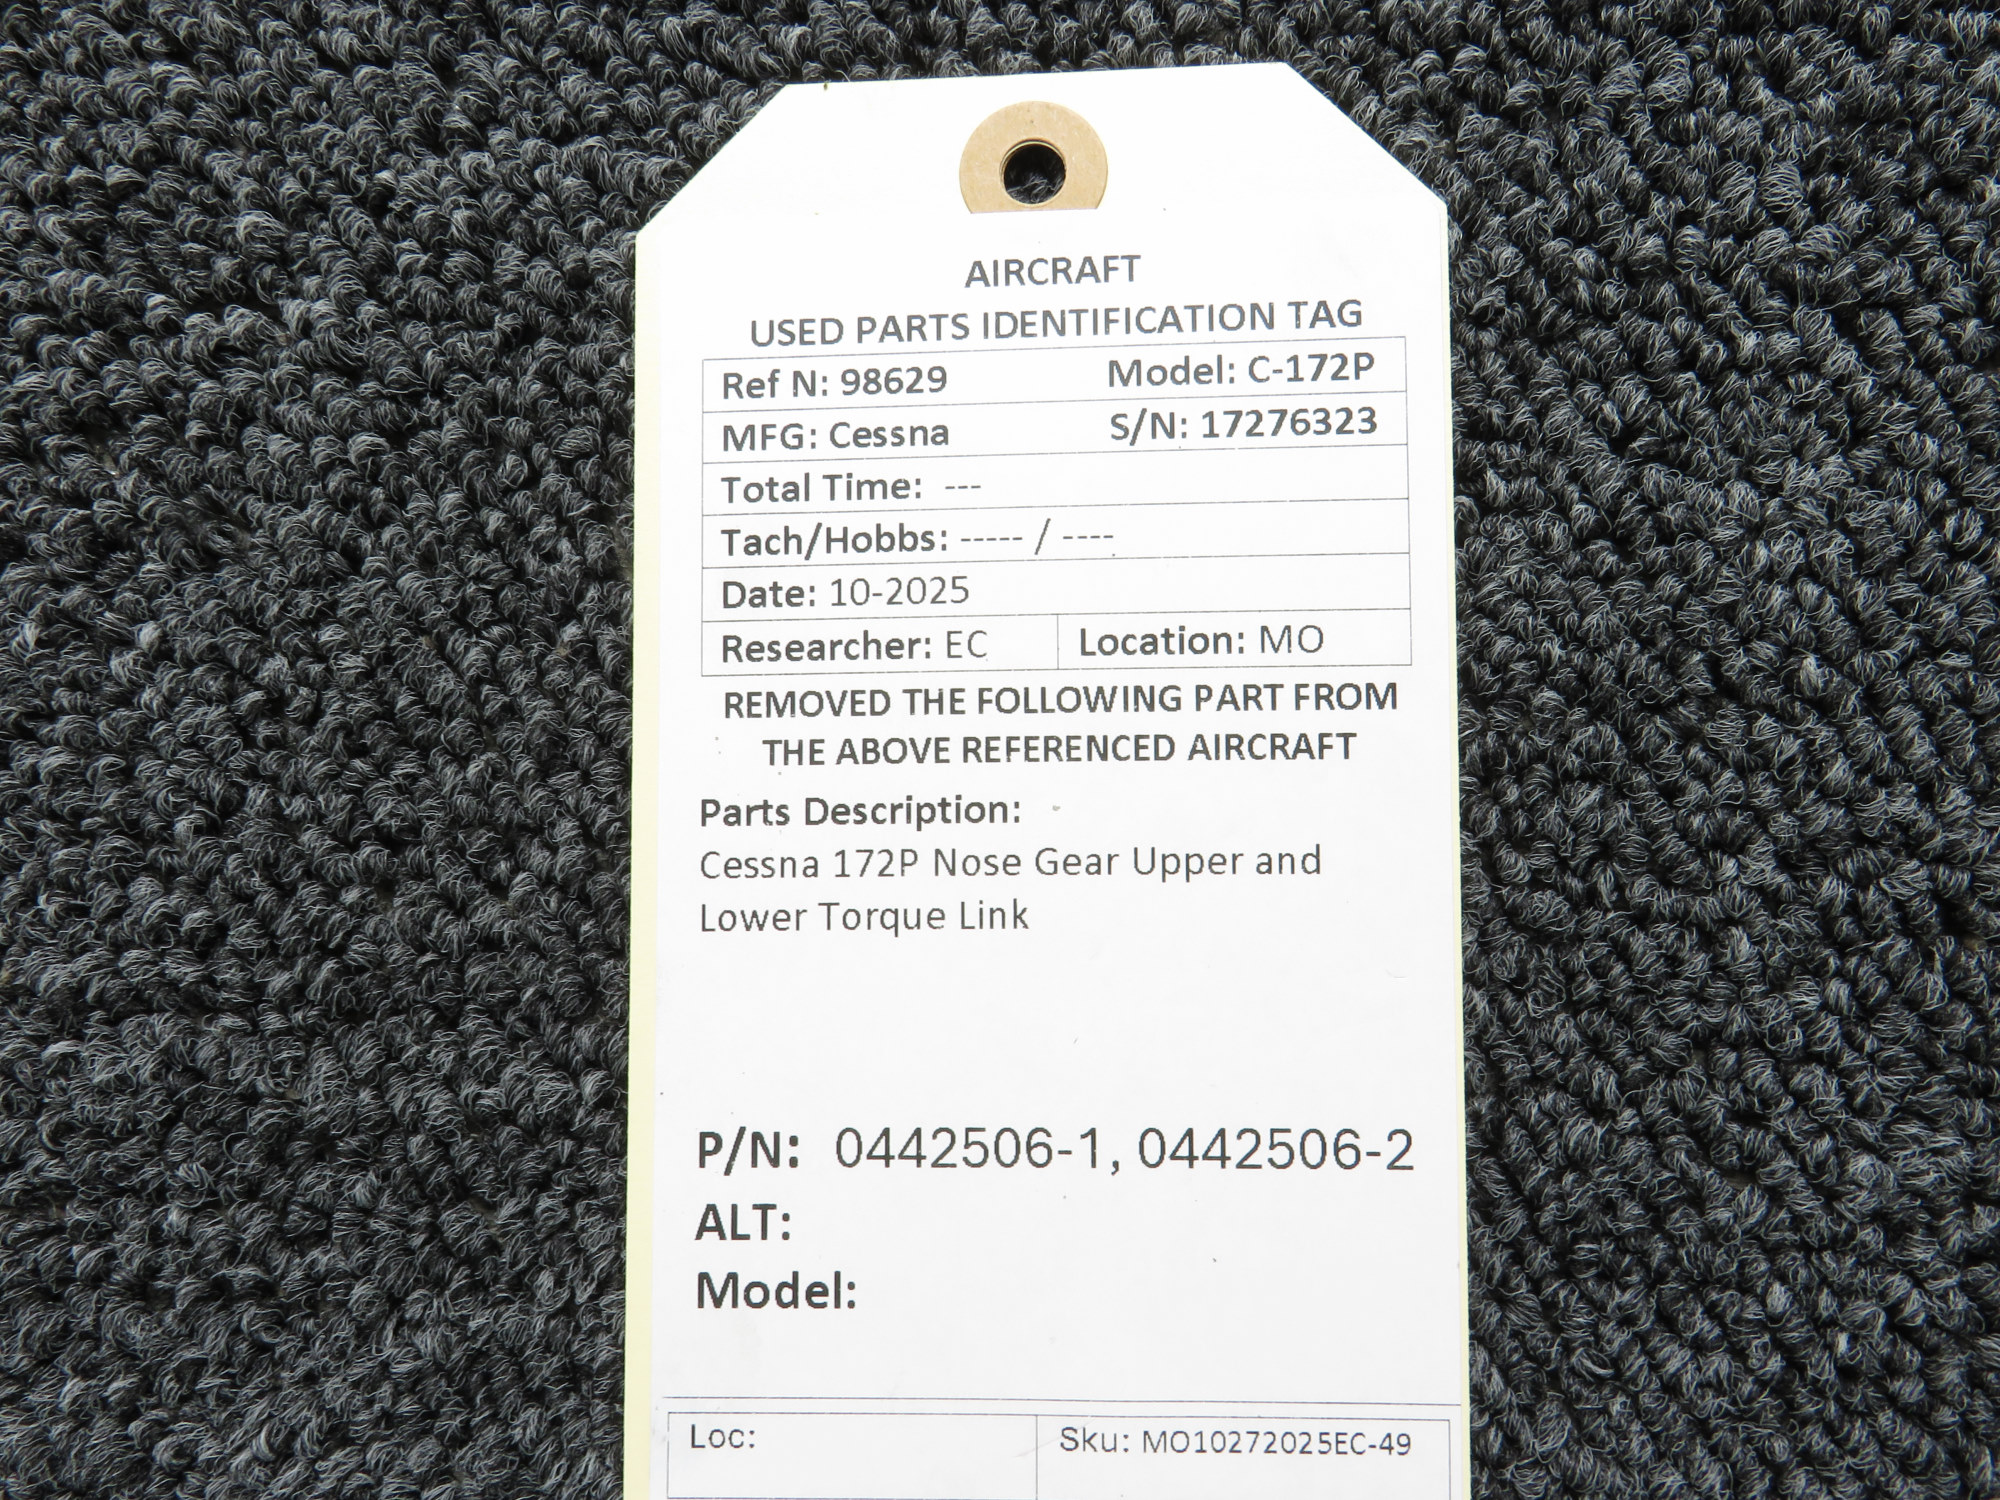 AIRCRAFT
USED PARTS IDENTIFICATION TAG
Ref N: 98629 Model: C-172P
MFG: Cessna S/N: 17276323
Total Time: ---
Tach/Hobbs: ----- / ----
Date: 10-2025
Researcher: EC Location: MO
REMOVED THE FOLLOWING PART FROM
THE ABOVE REFERENCED AIRCRAFT
Parts Description:
Cessna 172P Nose Gear Upper and
Lower Torque Link
P/N: 0442506-1, 0442506-2
ALT:
Model:
Loc: Sku: MO10272025EC-49